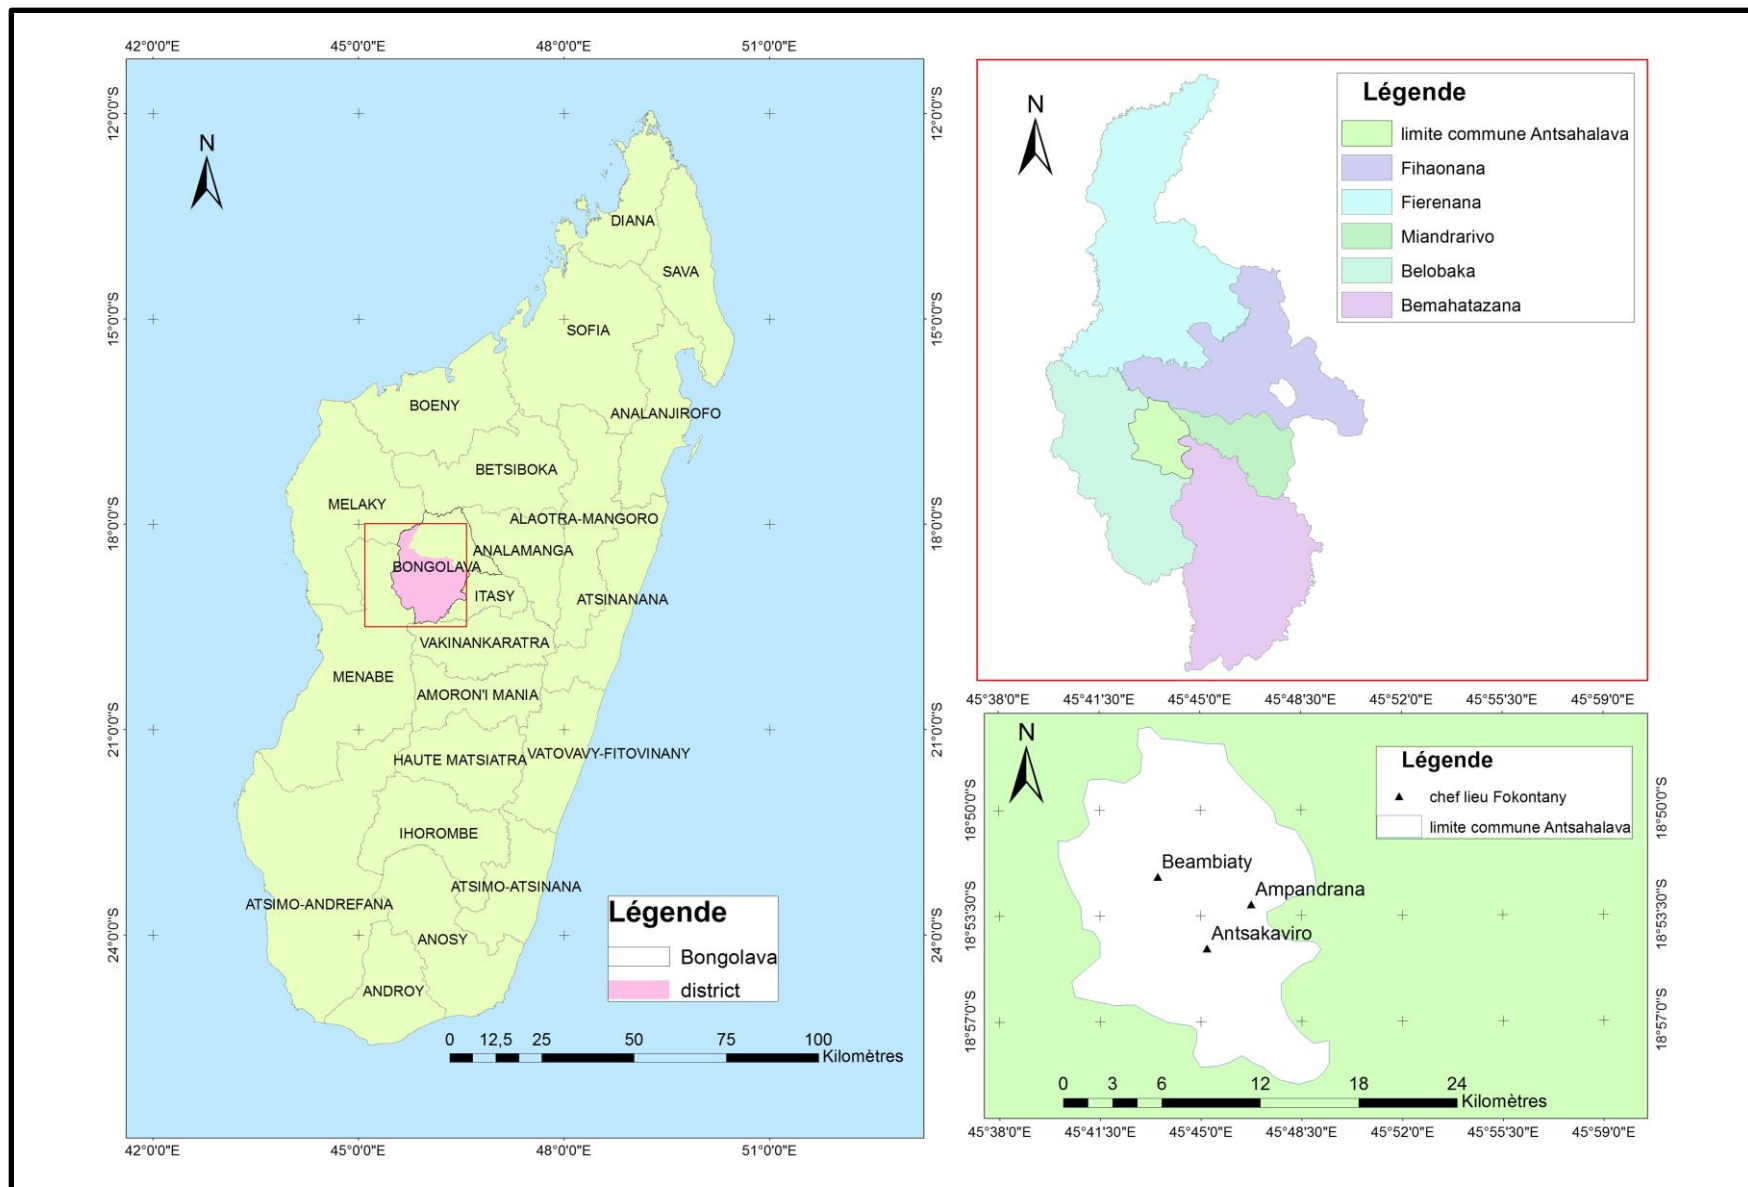 42°0'0"E 45°0'0"E 48°0'0"E 51°0'0"E
12°0'0"S
15°0'0"S
18°0'0"S
21°0'0"S
24°0'0"S
N
DIANA
SAVA
SOFIA
BOENY
ANALANJIROFO
BETSIBOKA
MELAKY
ALAOTRA-MANGORO
ANALAMANGA
BONGOLAVA
ITASY
ATSINANANA
VAKINANKARATRA
MENABE
AMORON'I MANIA
HAUTE MATSIATRA
VATOVAVY-FITOVINANY
IHOROMBE
ATSIMO-ATSINANA
ATSIMO-ANDREFANA
ANOSY
ANDROY
Légende
Bongolava
district
0 12,5 25 50 75 100
Kilomètres
12°0'0"S
15°0'0"S
18°0'0"S
21°0'0"S
24°0'0"S
42°0'0"E 45°0'0"E 48°0'0"E 51°0'0"E
N
Légende
limite commune Antsahalava
Fihaonana
Fierenana
Miandrarivo
Belobaka
Bemahatazana
45°38'0"E 45°41'30"E 45°45'0"E 45°48'30"E 45°52'0"E 45°55'30"E 45°59'0"E
18°50'0"S
18°53'30"S
18°57'0"S
N
Légende
chef lieu Fokontany
limite commune Antsahalava
Beambiaty
Ampandrana
Antsakaviro
0 3 6 12 18 24
Kilomètres
18°50'0"S
18°53'30"S
18°57'0"S
45°38'0"E 45°41'30"E 45°45'0"E 45°48'30"E 45°52'0"E 45°55'30"E 45°59'0"E